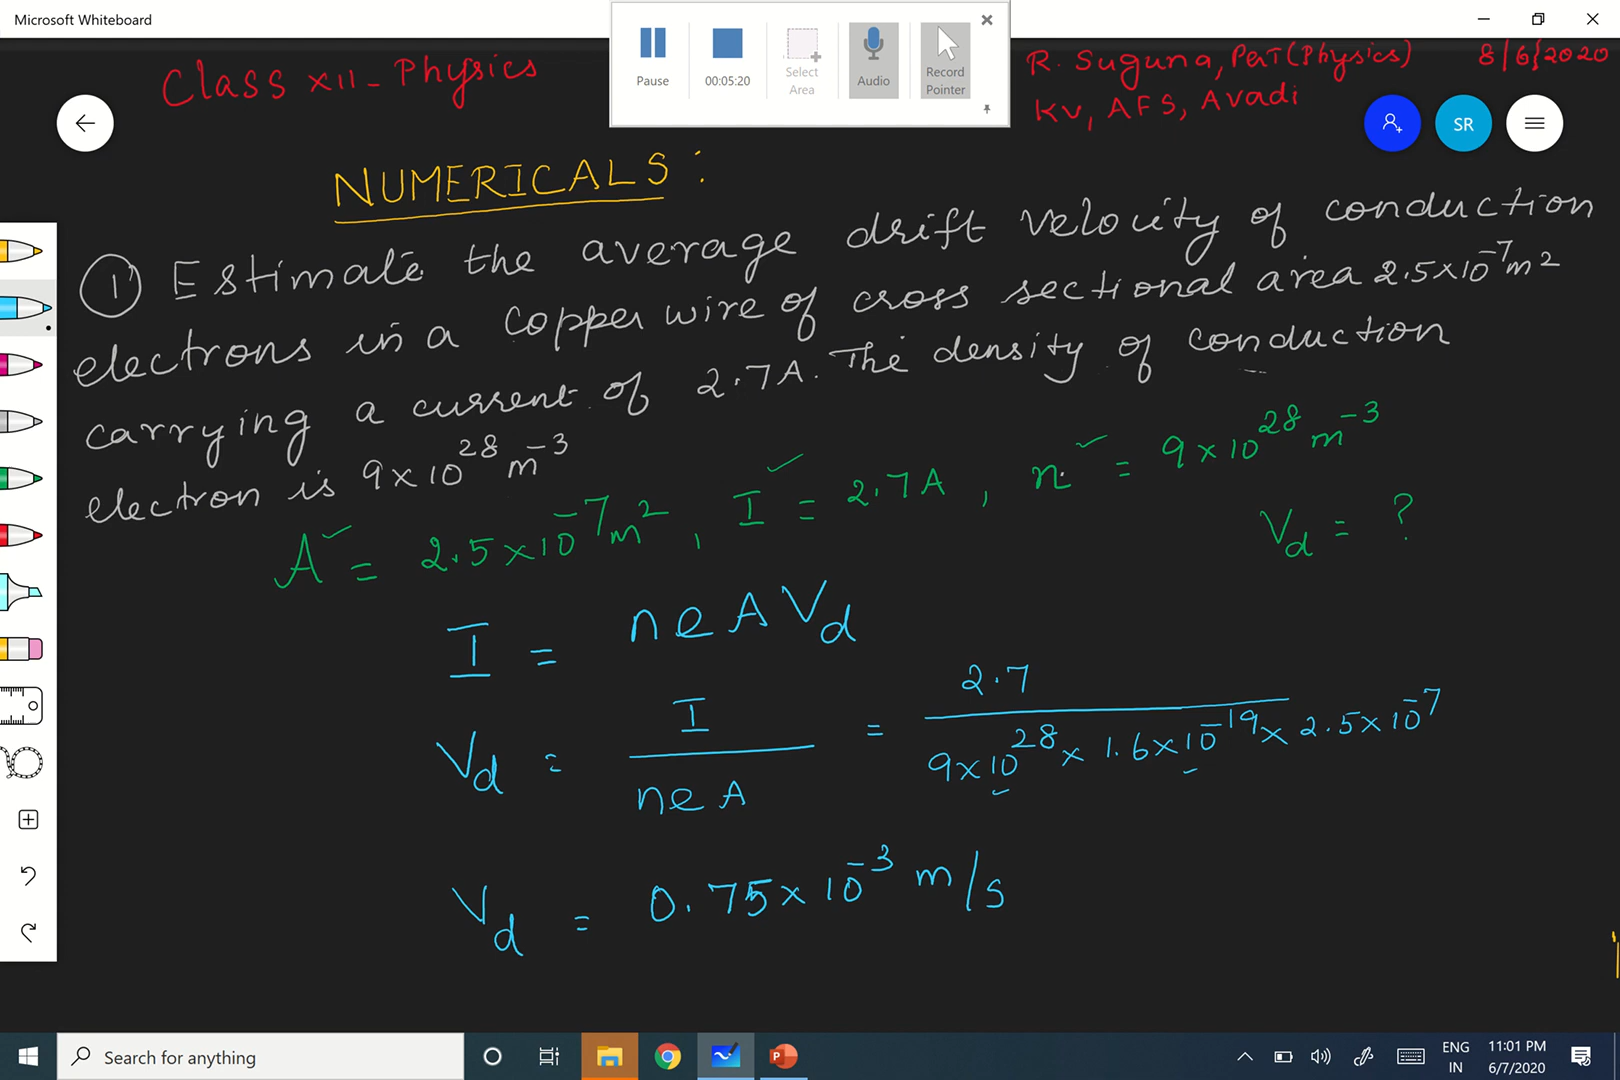 Microsoft Whiteboard
Pause
00:05:20
Select Area
Audio
Record Pointer
Class XII - Physics
R. Suguna, PGT (Physics) 8/6/2020
KV, AFS, Avadi
SR
NUMERICALS:
① Estimate the average drift velocity of conduction
electrons in a copper wire of cross sectional area 2.5×10⁻⁷m²
carrying a current of 2.7A. The density of conduction
electron is 9×10²⁸ m⁻³
A = 2.5×10⁻⁷m², I = 2.7A, n = 9×10²⁸ m⁻³
Vd = ?
I = neAVd
Vd = I / neA = 2.7 / 9×10²⁸ × 1.6×10⁻¹⁹ × 2.5×10⁻⁷
Vd = 0.75×10⁻³ m/s
Search for anything
ENG
IN
11:01 PM
6/7/2020